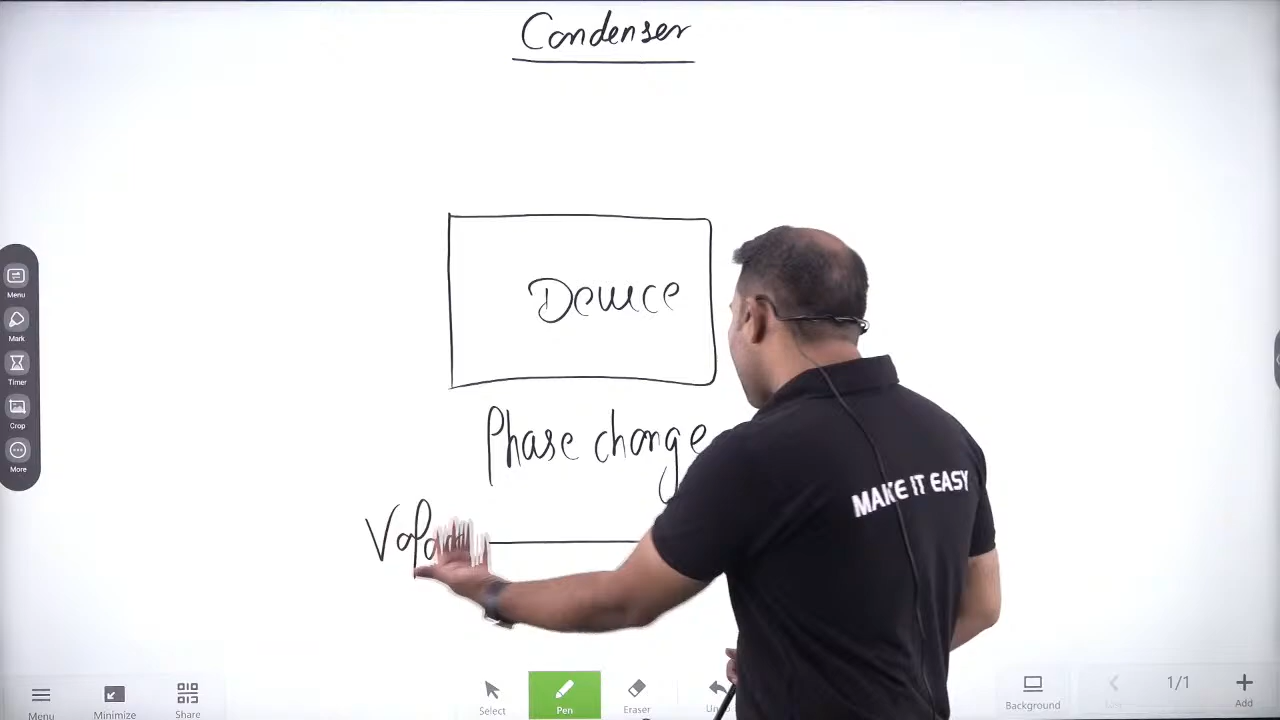 Condenser
Device
Phase change
MAKE IT EASY
Menu
Mark
Timer
Crop
More
Menu
Minimize
Share
Select
Pen
Eraser
Background
1/1
Add